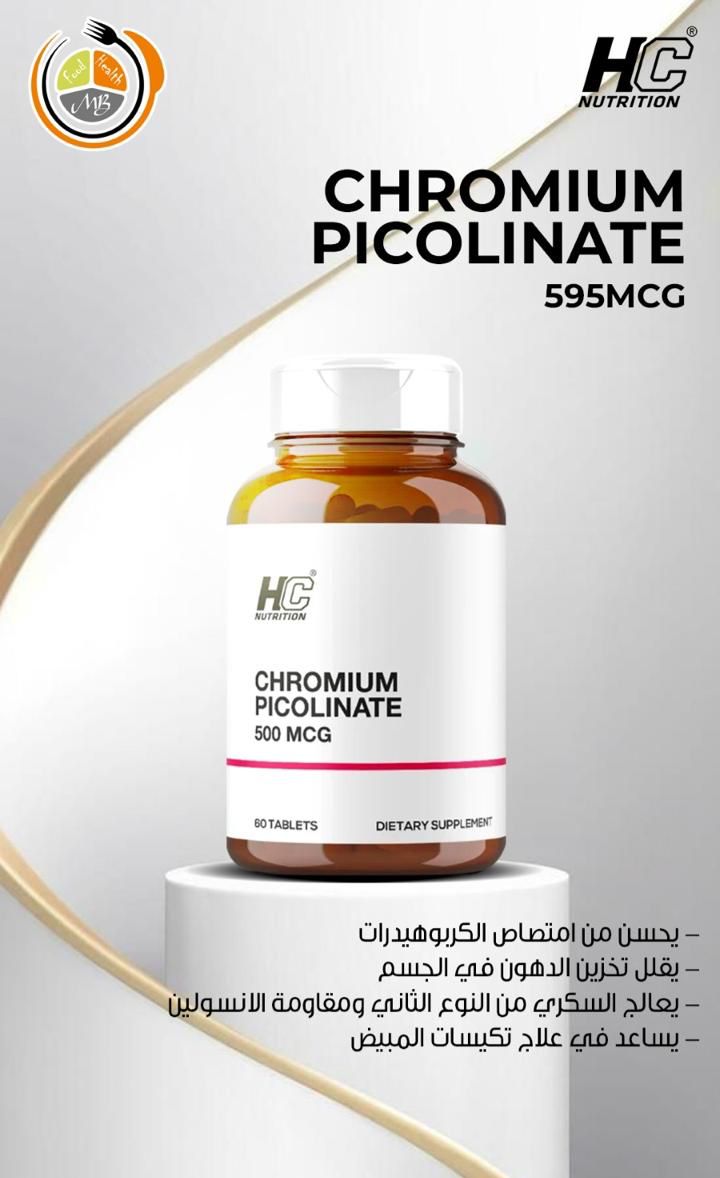 Food
Health
MB
HC®
NUTRITION
CHROMIUM
PICOLINATE
595MCG
HC®
NUTRITION
CHROMIUM
PICOLINATE
500 MCG
60 TABLETS
DIETARY SUPPLEMENT
– يحسن من امتصاص الكربوهيدرات
– يقلل تخزين الدهون في الجسم
– يعالج السكري من النوع الثاني ومقاومة الانسولين
– يساعد في علاج تكيسات المبيض